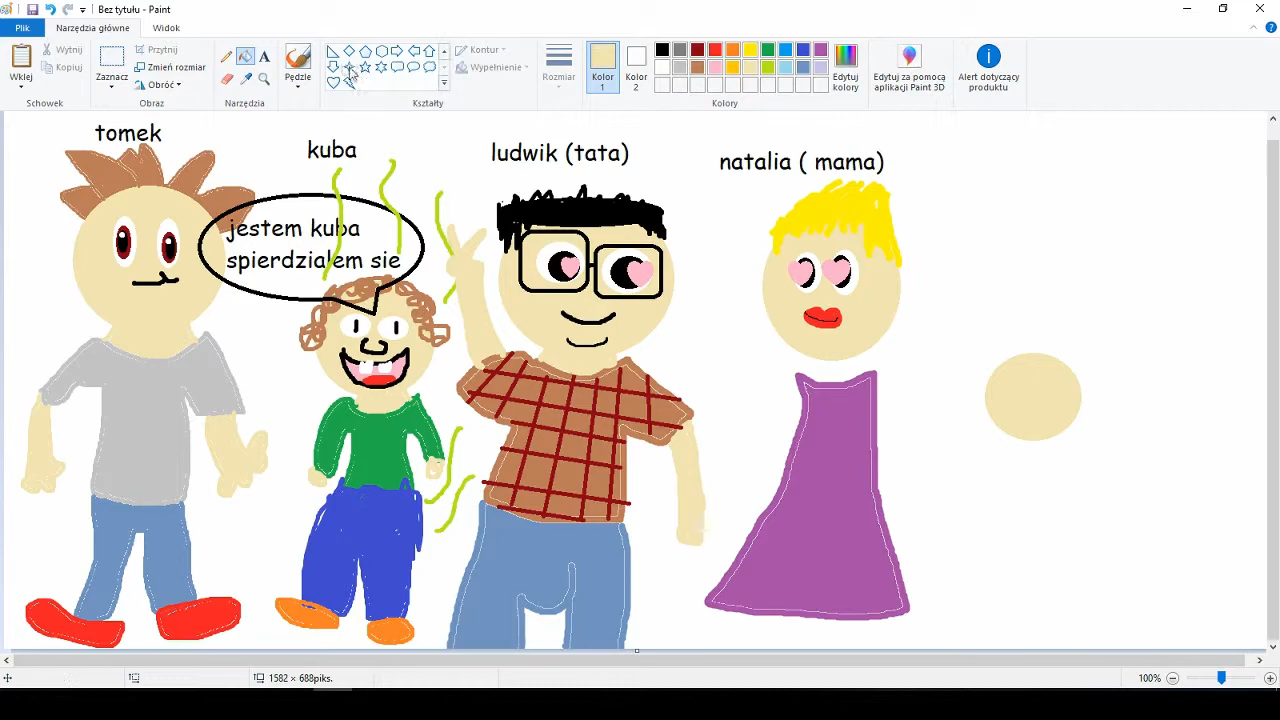 Bez tytułu - Paint
Plik Narzędzia główne Widok
Wklej
Wytnij
Kopiuj
Schowek
Zaznacz
Przytnij
Zmień rozmiar
Obróć
Obraz
A
Narzędzia
Pędzle
Kontur
Wypełnienie
Kształty
Rozmiar
Kolor 1
Kolor 2
Edytuj kolory
Kolory
Edytuj za pomocą aplikacji Paint 3D
Alert dotyczący produktu
tomek
kuba
ludwik (tata)
natalia ( mama)
jestem kuba
spierdziałem sie
1582 × 688piks.
100%